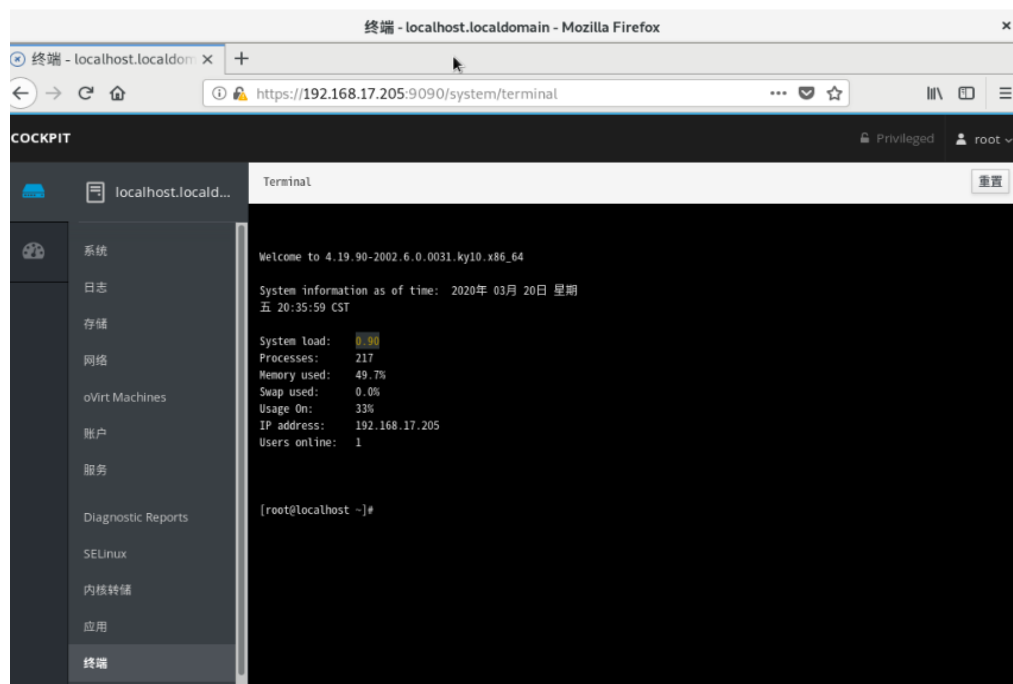 终端 - localhost.localdomain - Mozilla Firefox
终端 - localhost.localdom
https://192.168.17.205:9090/system/terminal
COCKPIT
Privileged
root
localhost.locald...
Terminal
重置
系统
日志
存储
网络
oVirt Machines
账户
服务
Diagnostic Reports
SELinux
内核转储
应用
终端
Welcome to 4.19.90-2002.6.0.0031.ky10.x86_64
System information as of time: 2020年 03月 20日 星期
五 20:35:59 CST
System load: 0.90
Processes: 217
Memory used: 49.7%
Swap used: 0.0%
Usage On: 33%
IP address: 192.168.17.205
Users online: 1
[root@localhost ~]#